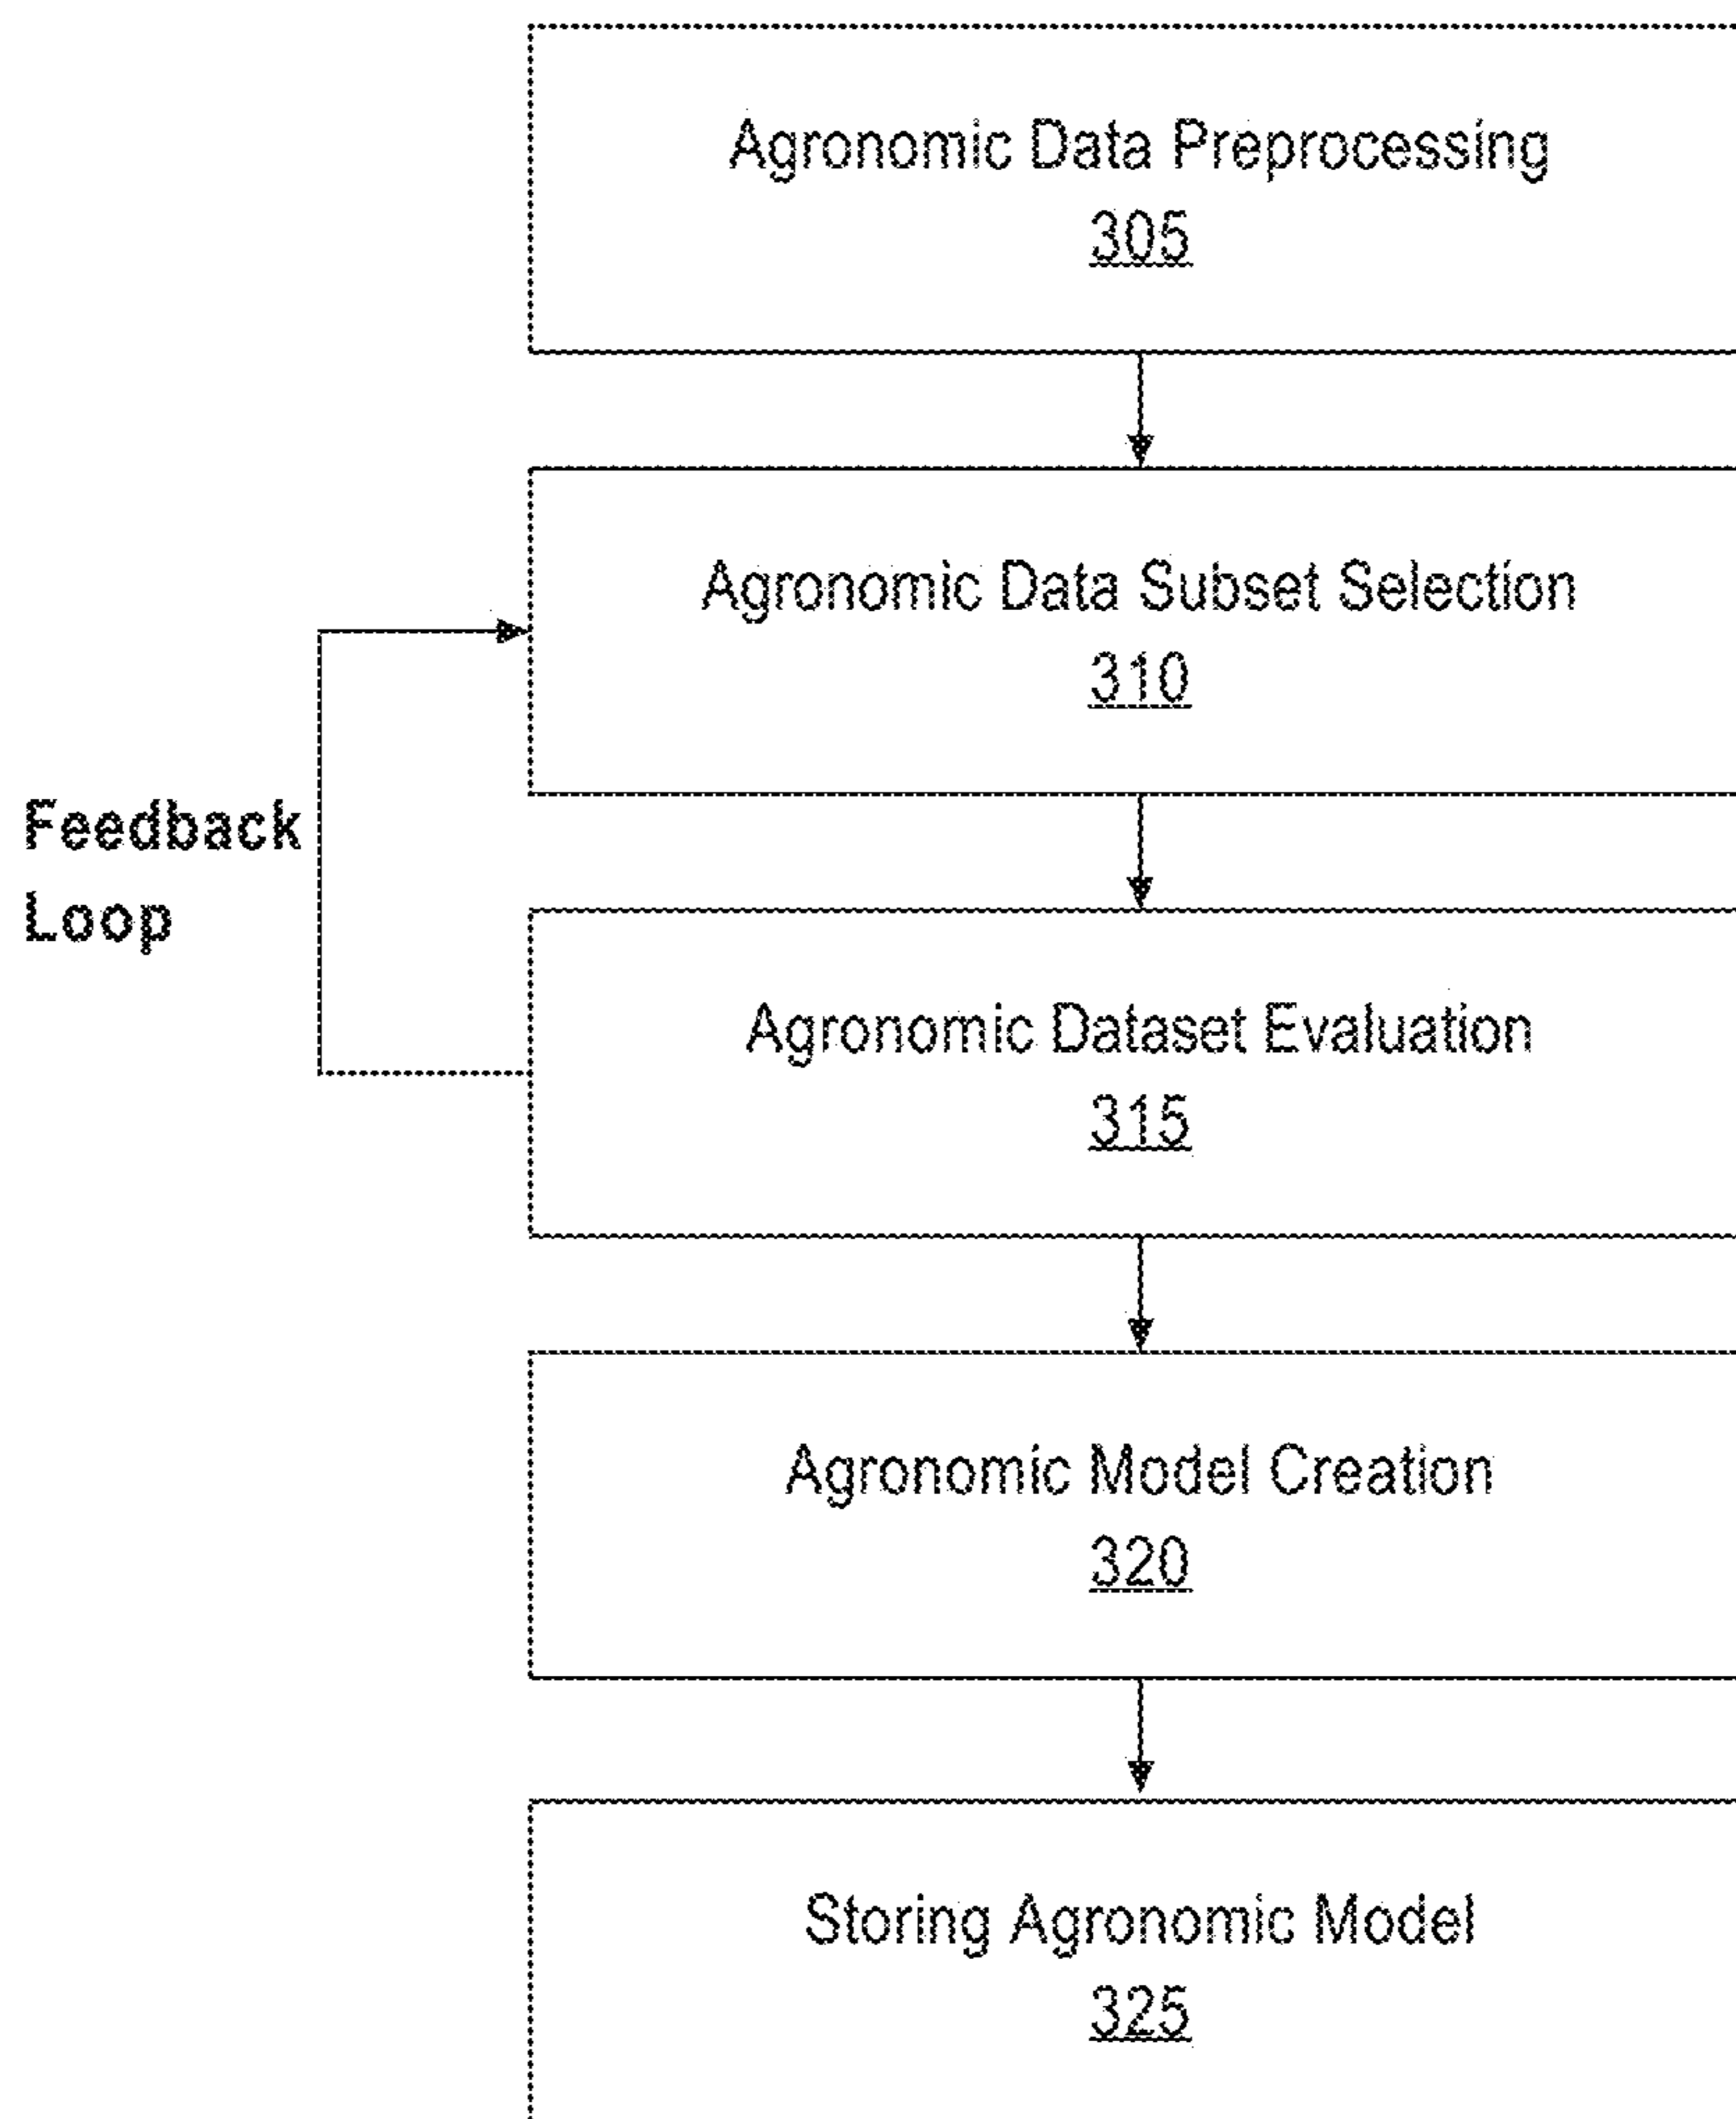 Agronomic Data Preprocessing
305
Agronomic Data Subset Selection
310
Feedback
Loop
Agronomic Dataset Evaluation
315
Agronomic Model Creation
320
Storing Agronomic Model
325